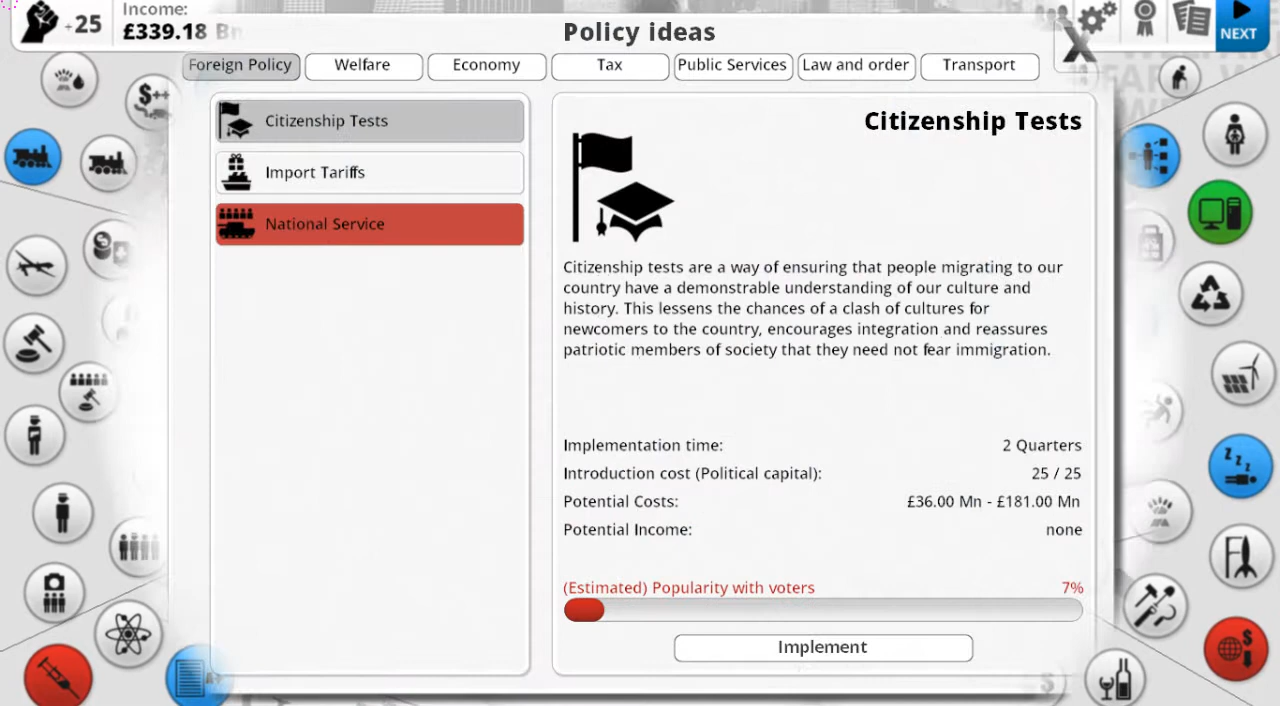 +25
Income:
£339.18 Bn
Policy ideas
X
NEXT
Foreign Policy
Welfare
Economy
Tax
Public Services
Law and order
Transport
Citizenship Tests
Import Tariffs
National Service
Citizenship Tests
Citizenship tests are a way of ensuring that people migrating to our
country have a demonstrable understanding of our culture and
history. This lessens the chances of a clash of cultures for
newcomers to the country, encourages integration and reassures
patriotic members of society that they need not fear immigration.
Implementation time: 2 Quarters
Introduction cost (Political capital): 25 / 25
Potential Costs: £36.00 Mn - £181.00 Mn
Potential Income: none
(Estimated) Popularity with voters 7%
Implement
$++
z z z
$
$